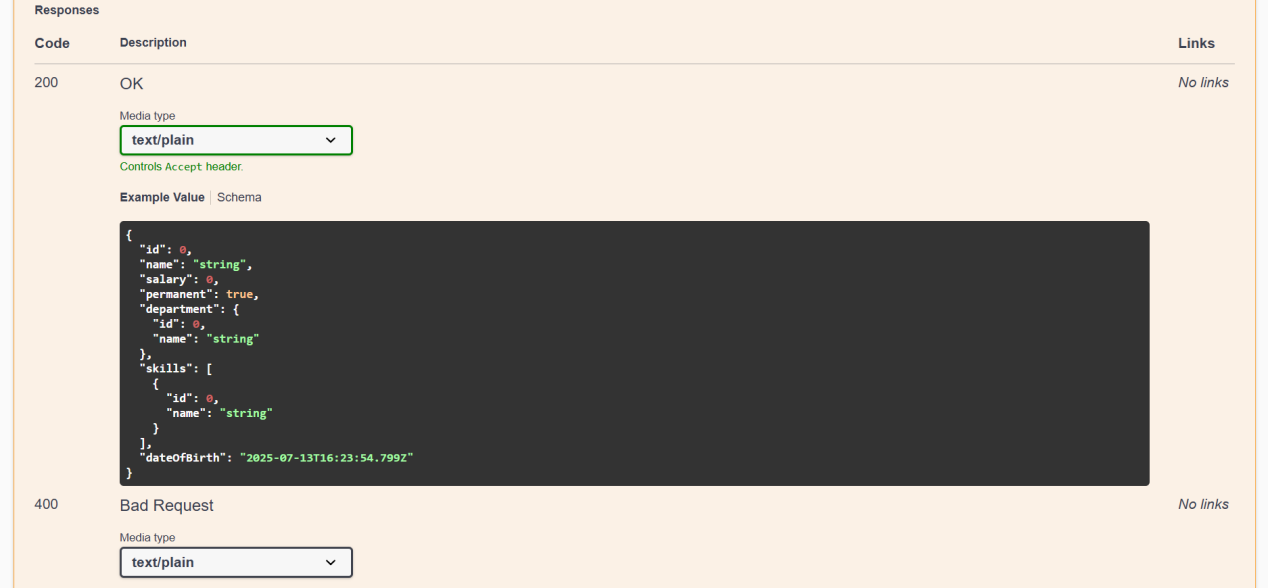 Responses
Code Description Links
200 OK No links
Media type
text/plain
Controls Accept header.
Example Value Schema
{
  "id": 0,
  "name": "string",
  "salary": 0,
  "permanent": true,
  "department": {
    "id": 0,
    "name": "string"
  },
  "skills": [
    {
      "id": 0,
      "name": "string"
    }
  ],
  "dateOfBirth": "2025-07-13T16:23:54.799Z"
}
400 Bad Request No links
Media type
text/plain